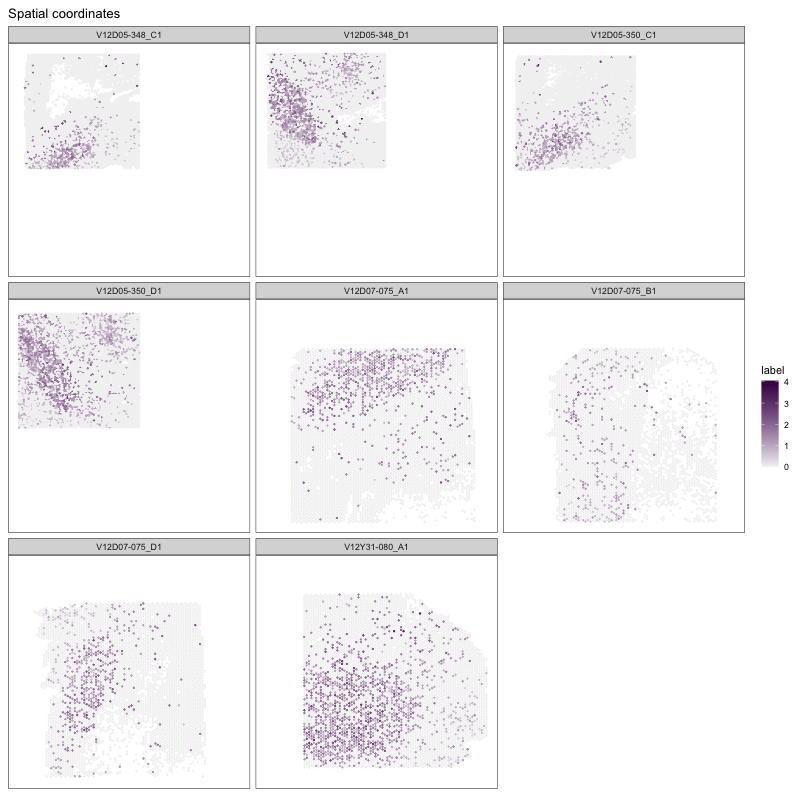 Spatial coordinates
V12D05-348_C1
V12D05-348_D1
V12D05-350_C1
V12D05-350_D1
V12D07-075_A1
V12D07-075_B1
label
4
3
2
1
0
V12D07-075_D1
V12Y31-080_A1